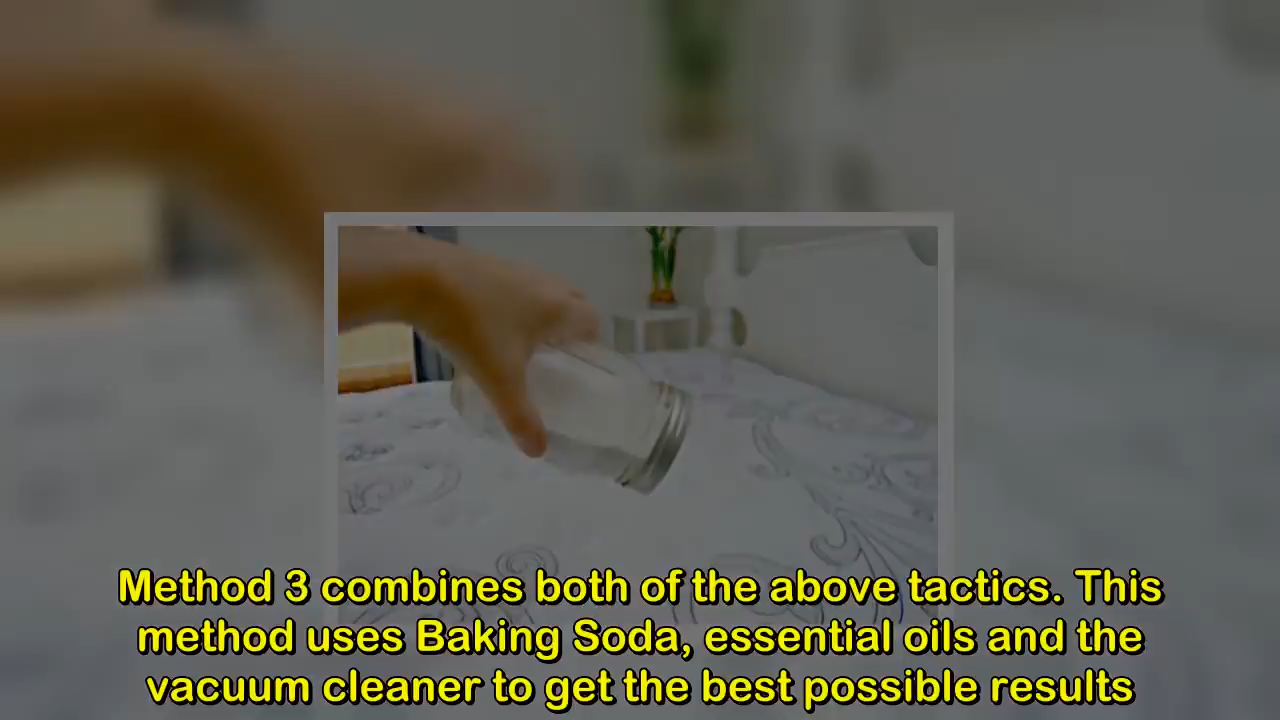 Method 3 combines both of the above tactics. This
method uses Baking Soda, essential oils and the
vacuum cleaner to get the best possible results